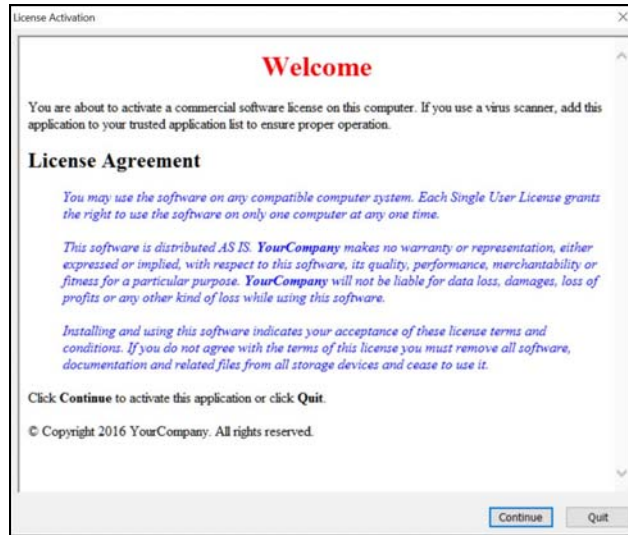 License Activation
Welcome
You are about to activate a commercial software license on this computer. If you use a virus scanner, add this
application to your trusted application list to ensure proper operation.
License Agreement
You may use the software on any compatible computer system. Each Single User License grants
the right to use the software on only one computer at any one time.
This software is distributed AS IS. YourCompany makes no warranty or representation, either
expressed or implied, with respect to this software, its quality, performance, merchantability or
fitness for a particular purpose. YourCompany will not be liable for data loss, damages, loss of
profits or any other kind of loss while using this software.
Installing and using this software indicates your acceptance of these license terms and
conditions. If you do not agree with the terms of this license you must remove all software,
documentation and related files from all storage devices and cease to use it.
Click Continue to activate this application or click Quit.
© Copyright 2016 YourCompany. All rights reserved.
Continue Quit